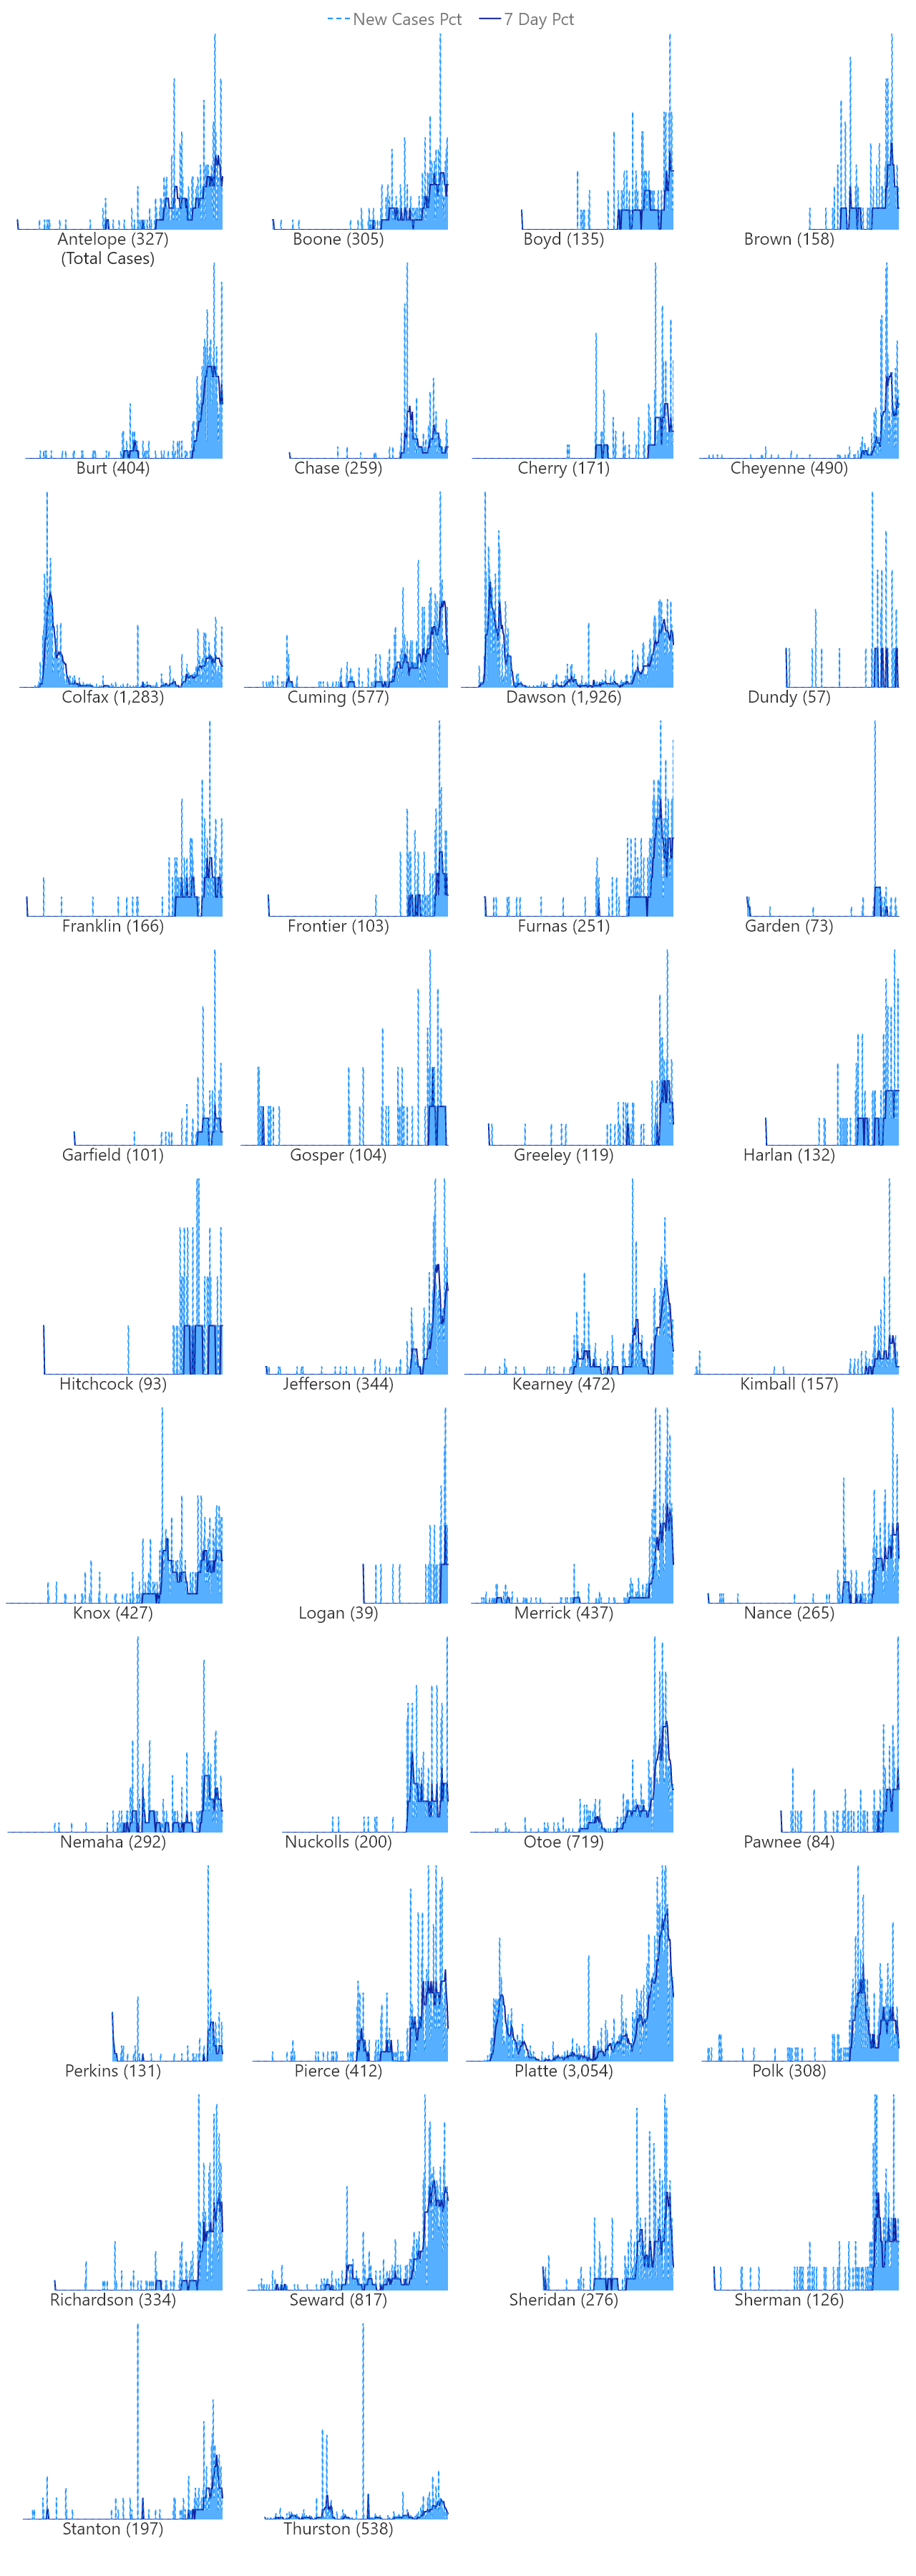 New Cases Pct 7 Day Pct
Antelope (327) Boone (305) Boyd (135) Brown (158)
(Total Cases)
Burt (404) Chase (259) Cherry (171) Cheyenne (490)
Colfax (1,283) Cuming (577) Dawson (1,926) Dundy (57)
Franklin (166) Frontier (103) Furnas (251) Garden (73)
Garfield (101) Gosper (104) Greeley (119) Harlan (132)
Hitchcock (93) Jefferson (344) Kearney (472) Kimball (157)
Knox (427) Logan (39) Merrick (437) Nance (265)
Nemaha (292) Nuckolls (200) Otoe (719) Pawnee (84)
Perkins (131) Pierce (412) Platte (3,054) Polk (308)
Richardson (334) Seward (817) Sheridan (276) Sherman (126)
Stanton (197) Thurston (538)